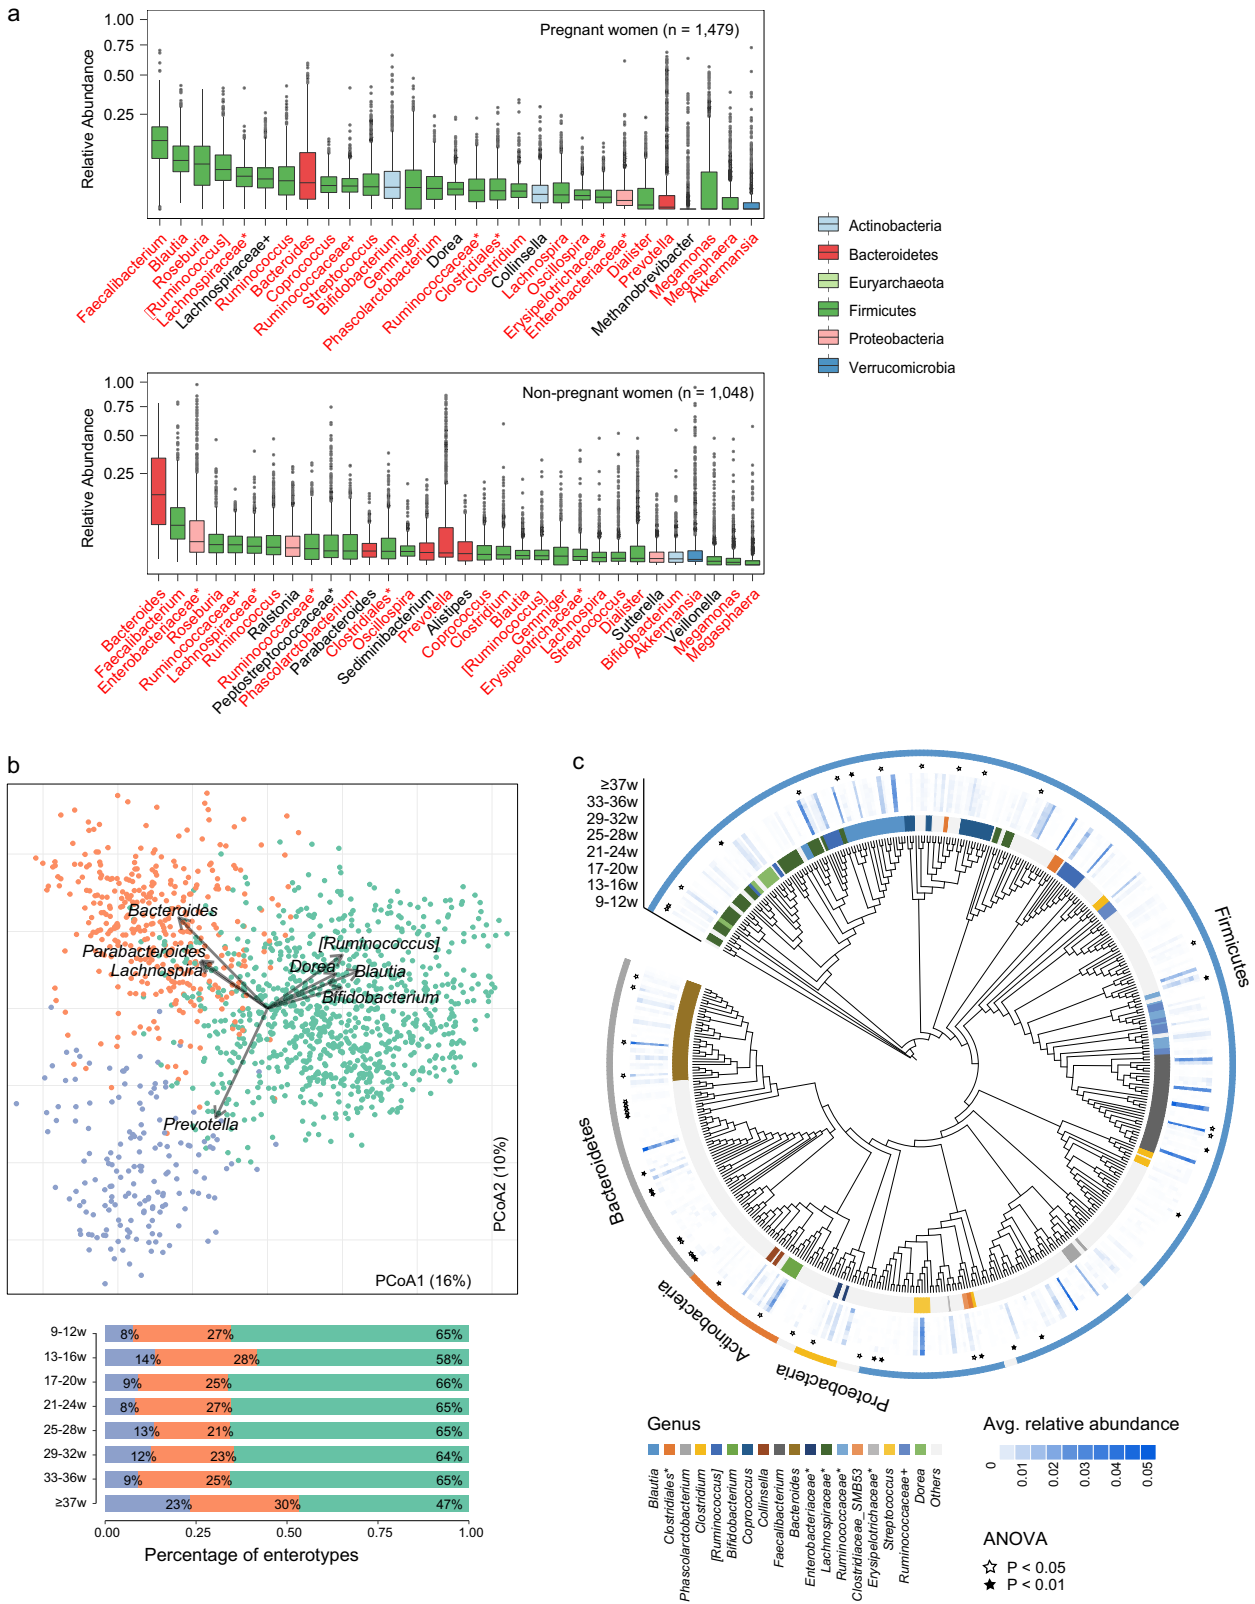 a
1.00
0.75
0.50
0.25
Relative Abundance
Pregnant women (n = 1,479)
Faecalibacterium
Blautia
Roseburia
[Ruminococcus]
Lachnospiraceae*
Lachnospiraceae+
Ruminococcus
Bacteroides
Coprococcus
Ruminococcaceae+
Streptococcus
Bifidobacterium
Gemmiger
Phascolarctobacterium
Dorea
Ruminococcaceae*
Clostridiales*
Clostridium
Collinsella
Lachnospira
Oscillospira
Erysipelotrichaceae*
Enterobacteriaceae*
Dialister
Prevotella
Methanobrevibacter
Megamonas
Megasphaera
Akkermansia
Actinobacteria
Bacteroidetes
Euryarchaeota
Firmicutes
Proteobacteria
Verrucomicrobia
1.00
0.75
0.50
0.25
Relative Abundance
Non-pregnant women (n = 1,048)
Bacteroides
Faecalibacterium
Enterobacteriaceae*
Roseburia
Ruminococcaceae+
Lachnospiraceae*
Ruminococcus
Ralstonia
Ruminococcaceae*
Peptostreptococcaceae*
Phascolarctobacterium
Parabacteroides
Clostridiales*
Oscillospira
Sediminibacterium
Prevotella
Alistipes
Coprococcus
Clostridium
Blautia
[Ruminococcus]
Gemmiger
Erysipelotrichaceae*
Lachnospira
Streptococcus
Dialister
Sutterella
Bifidobacterium
Akkermansia
Veillonella
Megamonas
Megasphaera
b
Bacteroides
Parabacteroides
Lachnospira
[Ruminococcus]
Dorea
Blautia
Bifidobacterium
Prevotella
PCoA2 (10%)
PCoA1 (16%)
9-12w 8% 27% 65%
13-16w 14% 28% 58%
17-20w 9% 25% 66%
21-24w 8% 27% 65%
25-28w 13% 21% 65%
29-32w 12% 23% 64%
33-36w 9% 25% 65%
≥37w 23% 30% 47%
0.00 0.25 0.50 0.75 1.00
Percentage of enterotypes
c
≥37w
33-36w
29-32w
25-28w
21-24w
17-20w
13-16w
9-12w
Firmicutes
Bacteroidetes
Actinobacteria
Proteobacteria
Genus
Blautia
Clostridiales*
Phascolarctobacterium
Clostridium
[Ruminococcus]
Bifidobacterium
Coprococcus
Collinsella
Faecalibacterium
Bacteroides
Enterobacteriaceae*
Lachnospiraceae*
Ruminococcaceae*
Clostridiaceae_SMB53
Erysipelotrichaceae*
Streptococcus
Ruminococcaceae+
Dorea
Others
Avg. relative abundance
0 0.01 0.02 0.03 0.04 0.05
ANOVA
P < 0.05
P < 0.01